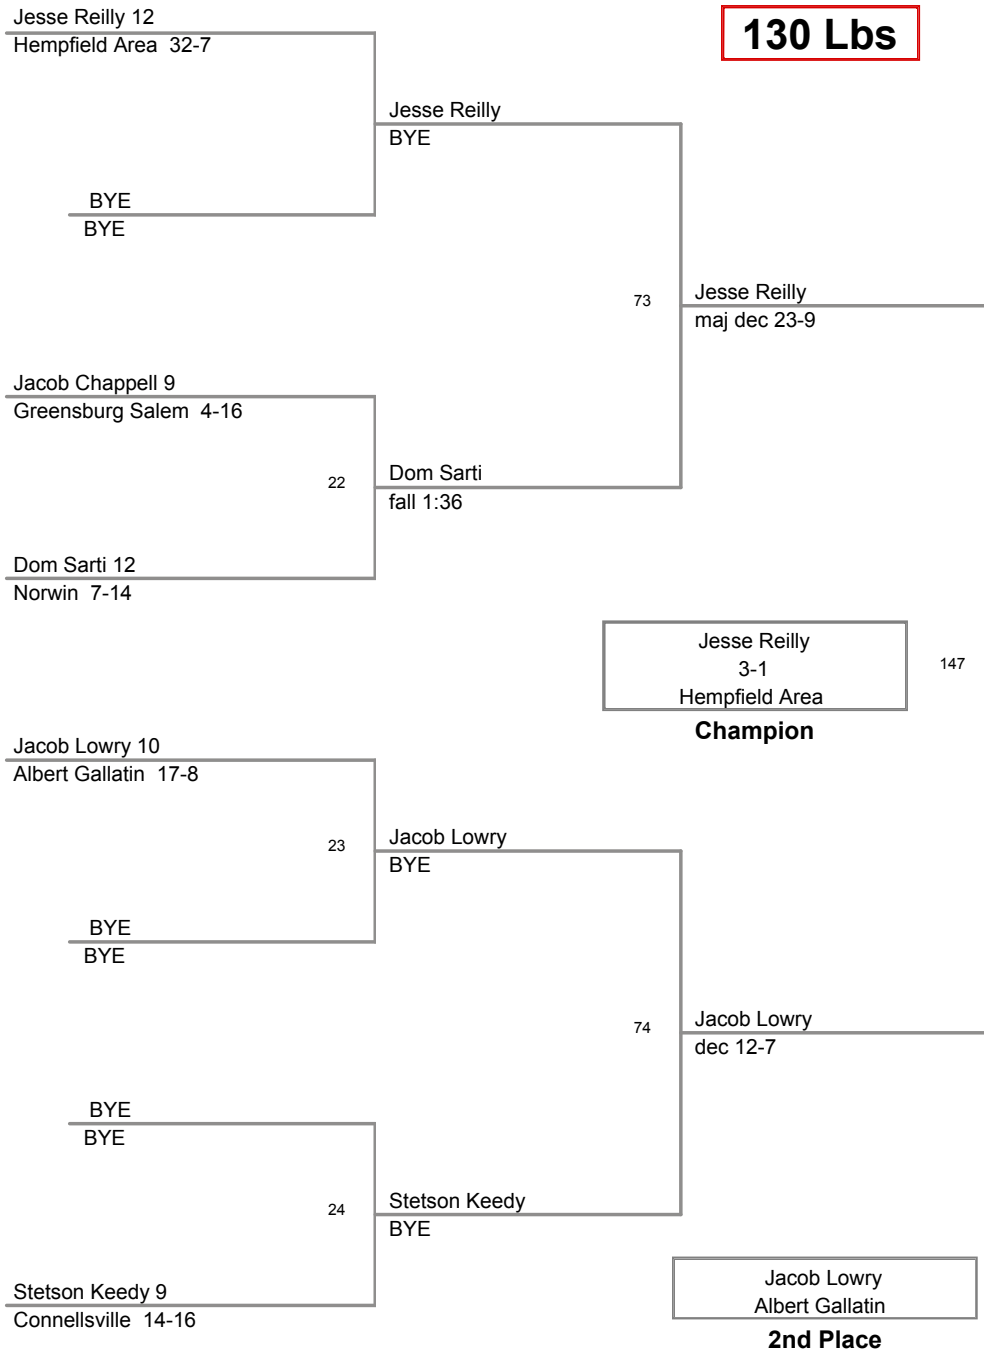 Jesse Reilly 12
Hempfield Area 32-7
130 Lbs
Jesse Reilly
BYE
BYE
BYE
73
Jesse Reilly
maj dec 23-9
Jacob Chappell 9
Greensburg Salem 4-16
22
Dom Sarti
fall 1:36
Dom Sarti 12
Norwin 7-14
Jesse Reilly
3-1
Hempfield Area
147
Champion
Jacob Lowry 10
Albert Gallatin 17-8
23
Jacob Lowry
BYE
BYE
BYE
74
Jacob Lowry
dec 12-7
BYE
BYE
24
Stetson Keedy
BYE
Stetson Keedy 9
Connellsville 14-16
Jacob Lowry
Albert Gallatin
2nd Place